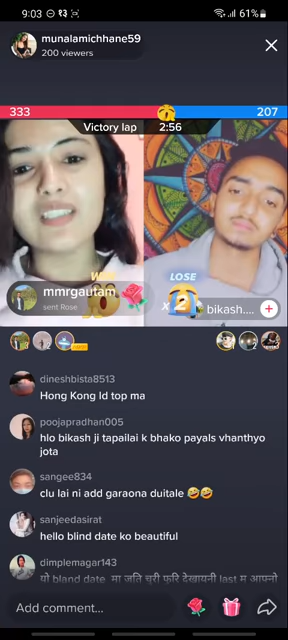 9:03 १३ 61%
munalamichhane59
200 viewers
333 207
Victory lap 2:56
WIN LOSE
mmrgautam
sent Rose
bikash....
dineshbista8513
Hong Kong Id top ma
poojapradhan005
hlo bikash ji tapailai k bhako payals vhanthyo
jota
sangee834
clu lai ni add garaona duitale 🤣🤣
sanjeedasirat
hello blind date ko beautiful
dimplemagar143
यो bland date मा जति चुरी फुरि देखायनी last म आफ्नो
Add comment...